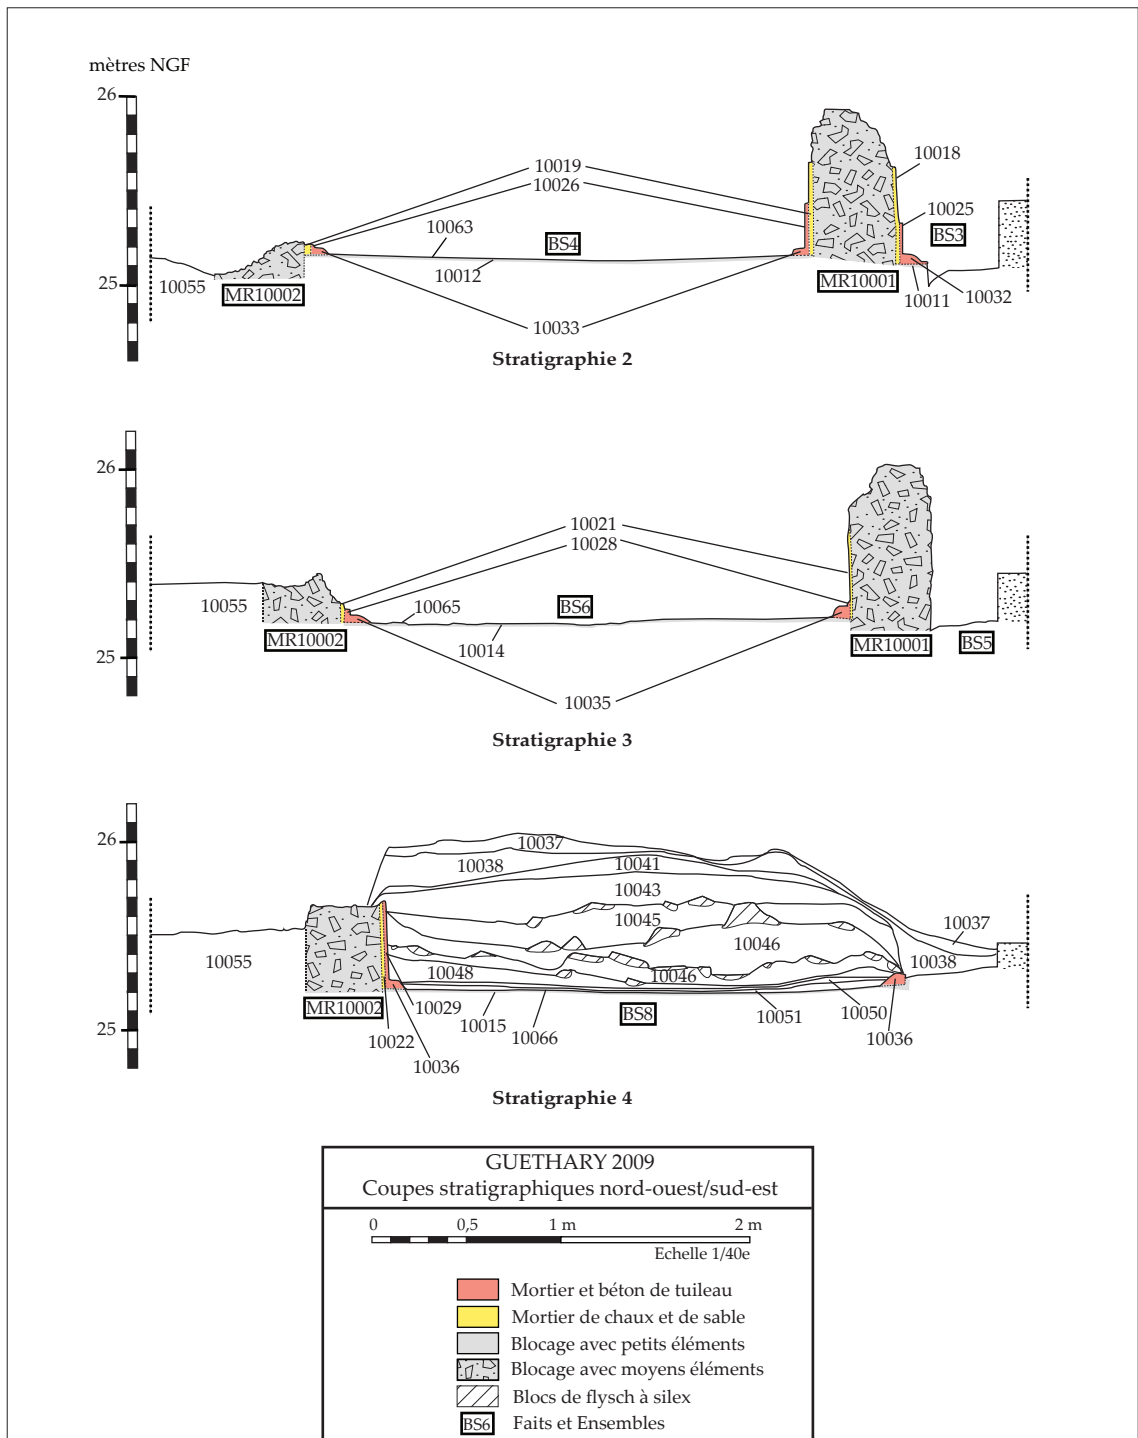 mètres NGF
26
10019
10018
10026
10025
10063
BS4
BS3
10012
25
10055
MR10002
MR10001
10011
10032
10033
Stratigraphie 2
26
10021
10028
10055
10065
BS6
MR10002
10014
MR10001
BS5
25
10035
Stratigraphie 3
26
10037
10038
10041
10043
10045
10037
10046
10055
10048
10046
10038
MR10002
10029
10015
10066
BS8
10051
10050
25
10022
10036
10036
Stratigraphie 4
GUETHARY 2009
Coupes stratigraphiques nord-ouest/sud-est
0 0,5 1 m 2 m
Echelle 1/40e
Mortier et béton de tuileau
Mortier de chaux et de sable
Blocage avec petits éléments
Blocage avec moyens éléments
Blocs de flysch à silex
BS6 Faits et Ensembles